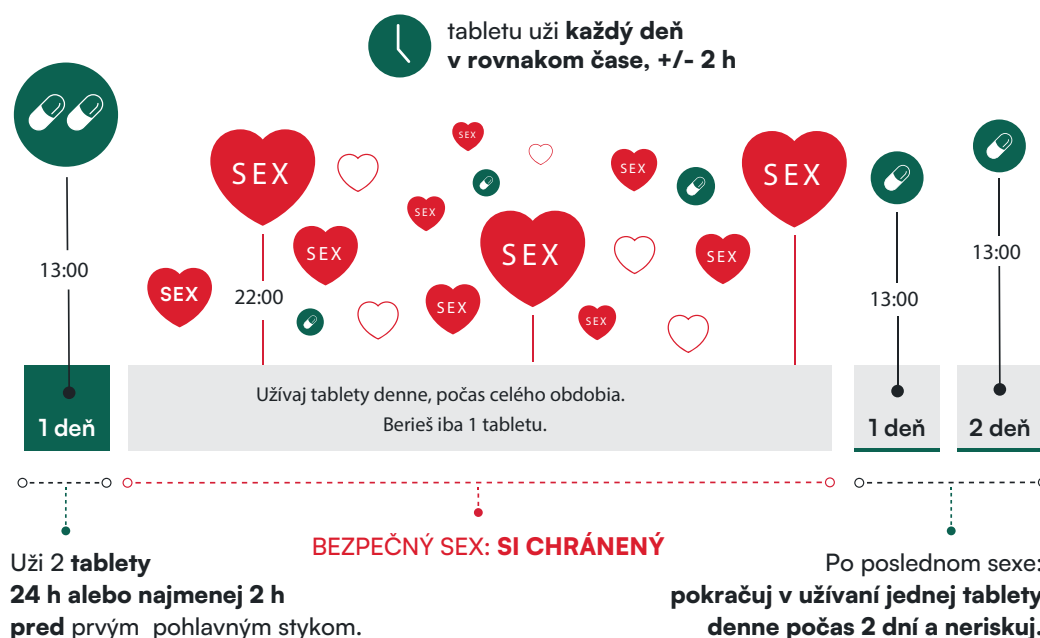 tabletu uži každý deň
v rovnakom čase, +/- 2 h
SEX
SEX
SEX
SEX
SEX
SEX
SEX
SEX
SEX
SEX
SEX
SEX
13:00
22:00
13:00
13:00
Užívaj tablety denne, počas celého obdobia.
Berieš iba 1 tabletu.
1 deň
1 deň
2 deň
BEZPEČNÝ SEX: SI CHRÁNENÝ
Uži 2 tablety
24 h alebo najmenej 2 h
pred prvým pohlavným stykom.
Po poslednom sexe:
pokračuj v užívaní jednej tablety
denne počas 2 dní a neriskuj.